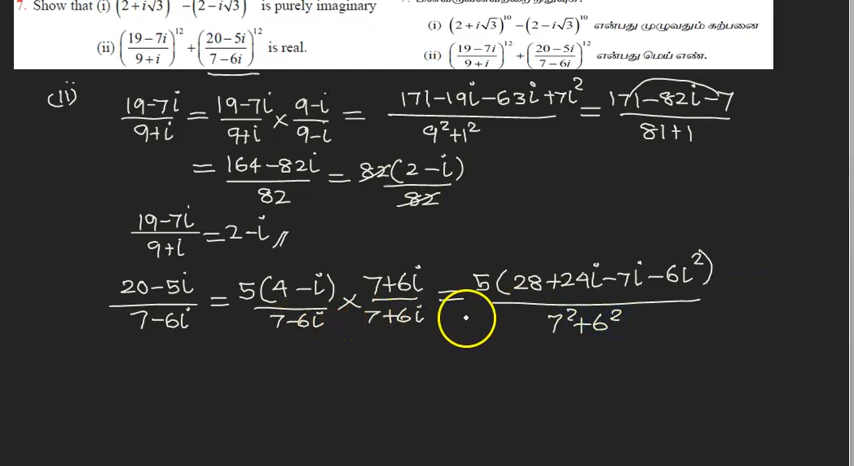 7. Show that (i) (2+i√3) −(2−i√3) is purely imaginary
(ii) ((19−7i)/(9+i))^12 + ((20−5i)/(7−6i))^12 is real.
(i) (2+i√3)^10 −(2−i√3)^10 என்பது முழுவதும் கற்பனை
(ii) ((19−7i)/(9+i))^12 + ((20−5i)/(7−6i))^12 என்பது மெய் எண்.
(ii) (19−7i)/(9+i) = (19−7i)/(9+i) × (9−i)/(9−i) = (171−19i−63i+7i²)/(9²+1²) = (171−82i−7)/(81+1)
= (164−82i)/82 = 82(2−i)/82
(19−7i)/(9+i) = 2−i //
(20−5i)/(7−6i) = 5(4−i)/(7−6i) × (7+6i)/(7+6i) = 5(28+24i−7i−6i²)/(7²+6²)